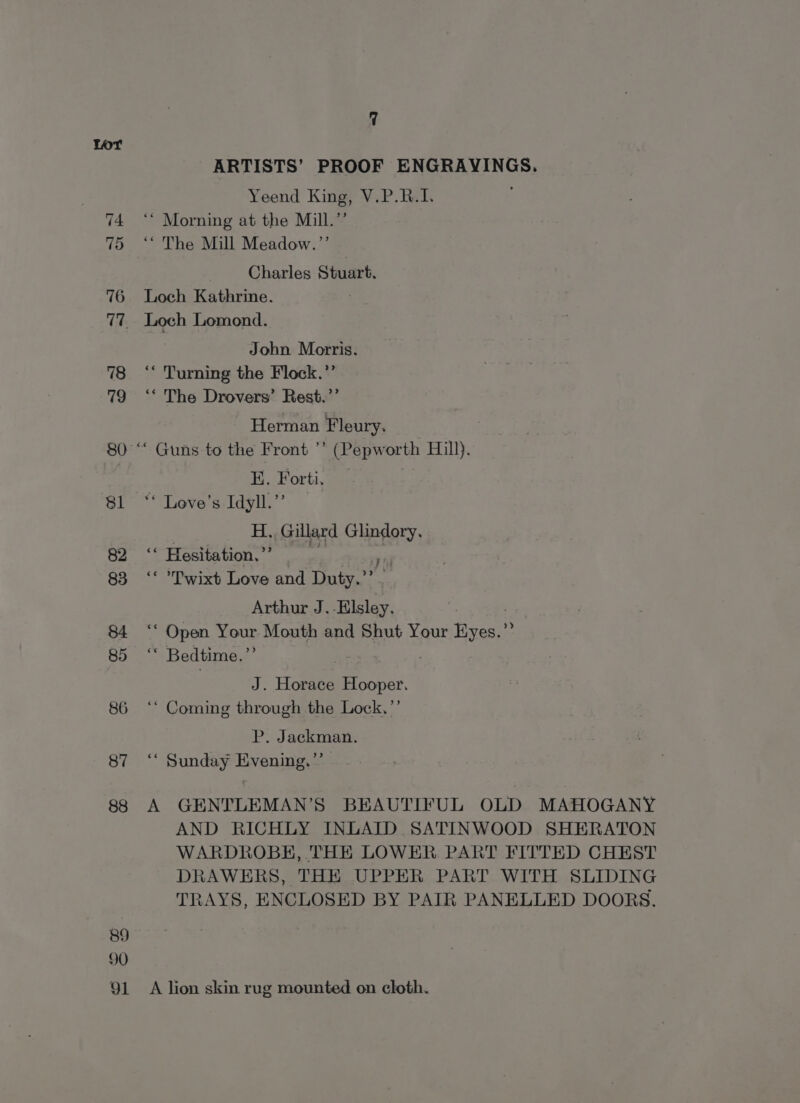 7
Lot
ARTISTS’ PROOF ENGRAVINGS.
Yeend King, V.P.R.I.
74 “ Morning at the Mill.”
75 “ The Mill Meadow.”
Charles Stuart.
76 Loch Kathrine.
77. Loch Lomond.
John Morris.
78 “ Turning the Flock.”
79 “ The Drovers’ Rest.”
Herman Fleury.
80 “ Guns to the Front ” (Pepworth Hill).
E. Forti.
81 “ Love’s Idyll.”
H. Gillard Glindory.
82 “ Hesitation.”
83 “ ’Twixt Love and Duty.”
Arthur J. Elsley.
84 “ Open Your Mouth and Shut Your Eyes.”
85 “ Bedtime.”
J. Horace Hooper.
86 “ Coming through the Lock.”
P. Jackman.
87 “ Sunday Evening.”
88 A GENTLEMAN’S BEAUTIFUL OLD MAHOGANY
AND RICHLY INLAID SATINWOOD SHERATON
WARDROBE, THE LOWER PART FITTED CHEST
DRAWERS, THE UPPER PART WITH SLIDING
TRAYS, ENCLOSED BY PAIR PANELLED DOORS.
89
90
91 A lion skin rug mounted on cloth.